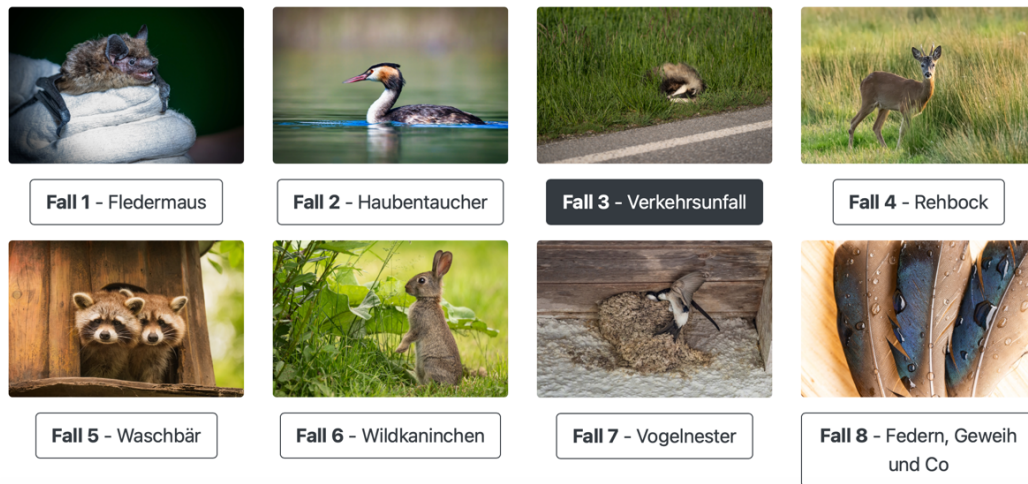 Fall 1 - Fledermaus
Fall 2 - Haubentaucher
Fall 3 - Verkehrsunfall
Fall 4 - Rehbock
Fall 5 - Waschbär
Fall 6 - Wildkaninchen
Fall 7 - Vogelnester
Fall 8 - Federn, Geweih
und Co